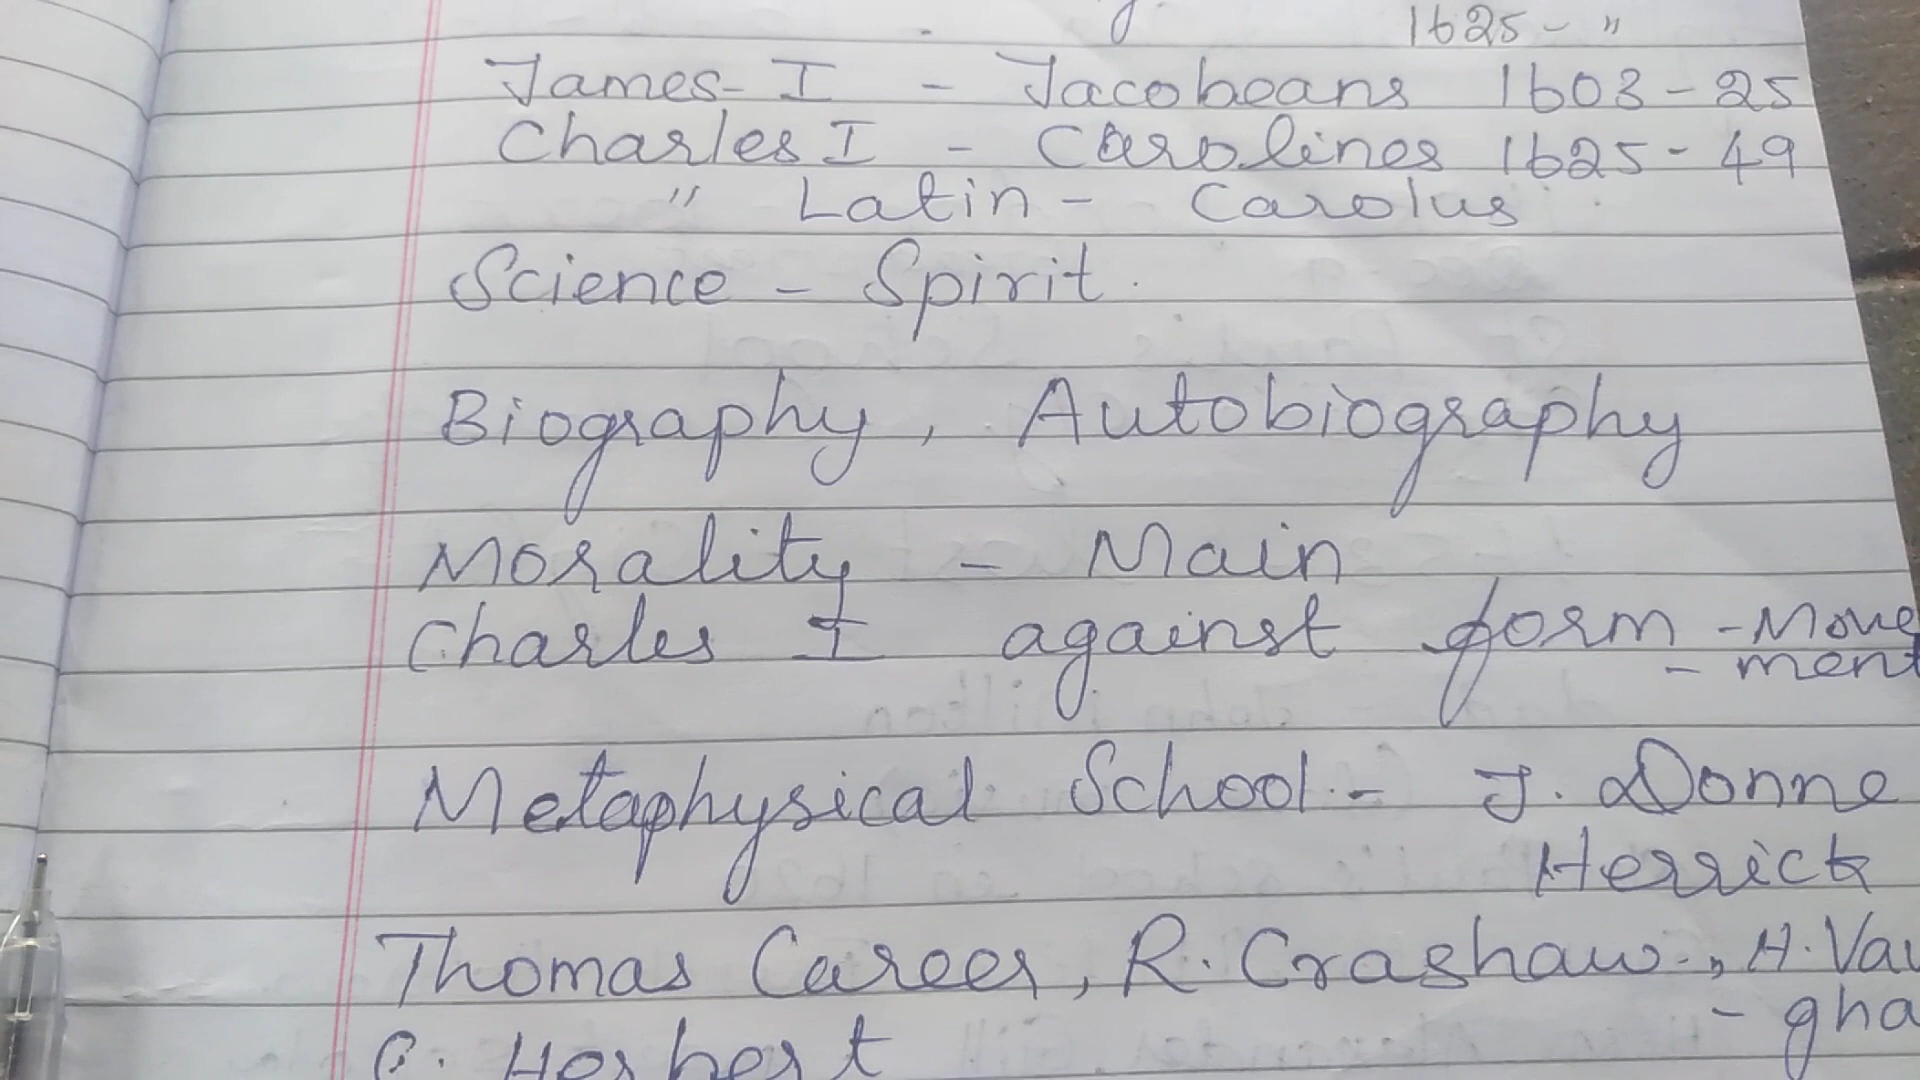 1625 - "
James I - Jacobeans 1603-25
Charles I - Carolines 1625-49
" Latin - Carolus
Science - Spirit.
Biography, Autobiography
Morality - Main
Charles I against form - Move
- ment
Metaphysical School - J. Donne
Herrick
Thomas Career, R. Crashaw, H. Vau
- gha
G. Herbert